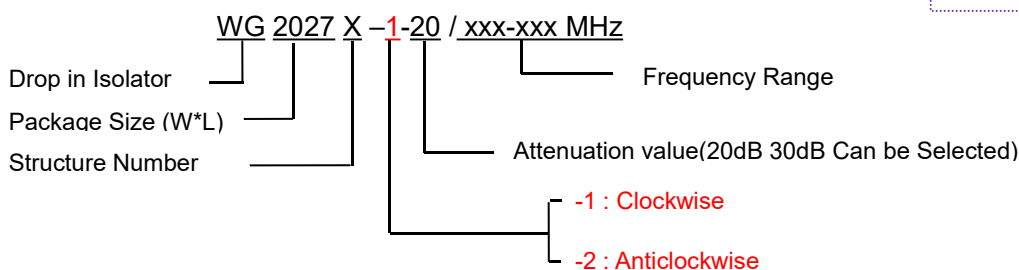 WG 2027 X –1-20 / xxx-xxx MHz
Drop in Isolator
Frequency Range
Package Size (W*L)
Attenuation value(20dB 30dB Can be Selected)
Structure Number
-1 : Clockwise
-2 : Anticlockwise